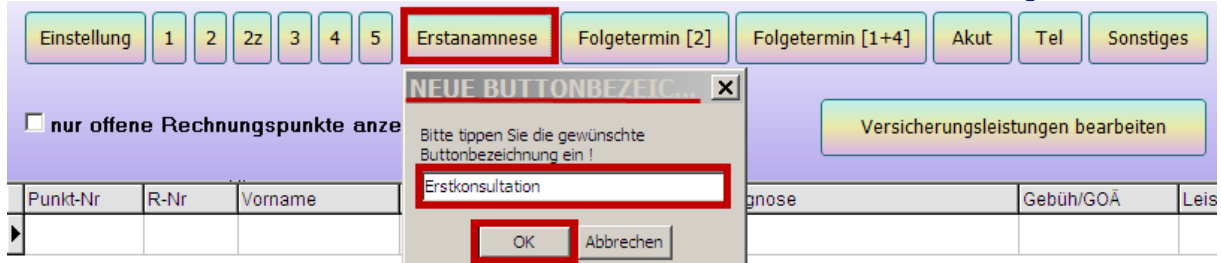 Einstellung 1 2 2z 3 4 5 Erstanamnese Folgetermin [2] Folgetermin [1+4] Akut Tel Sonstiges
NEUE BUTTONBEZEIC...
nur offene Rechnungspunkte anze
Bitte tippen Sie die gewünschte
Buttonbezeichnung ein !
Versicherungsleistungen bearbeiten
Erstkonsultation
Punkt-Nr R-Nr Vorname gnose Gebüh/GOÄ Leis
OK Abbrechen